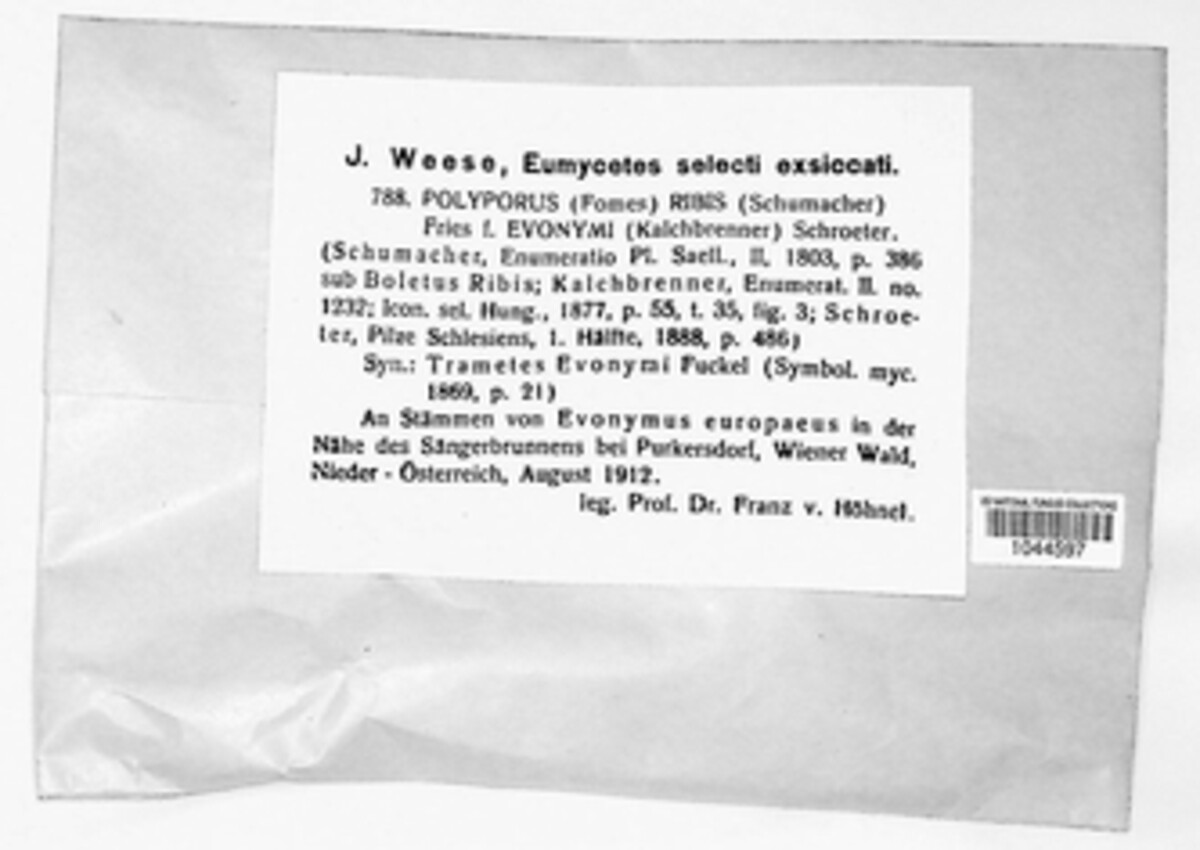 J. Weese, Eumycetes selecti exsiccati.
788. POLYPORUS (Fomes) RIBIS (Schumacher)
Fries f. EVONYMI (Kalchbrenner) Schroeter.
(Schumacher, Enumeratio Pl. Saell., II, 1803, p. 386
sub Boletus Ribis; Kalchbrenner, Enumerat. II. no.
1232; Icon. sel. Hung., 1877, p. 55, t. 35, fig. 3; Schroe-
ter, Pilze Schlesiens, 1. Hälfte, 1888, p. 486)
Syn.: Trametes Evonymi Fuckel (Symbol. myc.
1869, p. 21)
An Stämmen von Evonymus europaeus in der
Nähe des Sängerbrunnens bei Purkersdorf, Wiener Wald,
Nieder-Österreich, August 1912.
leg. Prof. Dr. Franz v. Höhnel.
US NATIONAL FUNGUS COLLECTIONS
1044597